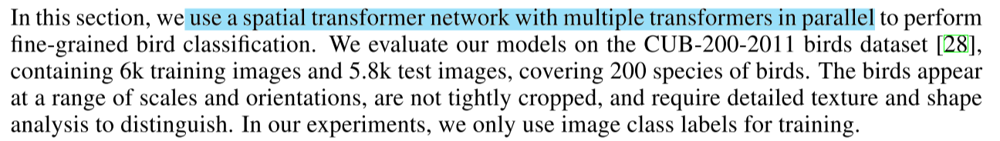 In this section, we use a spatial transformer network with multiple transformers in parallel to perform
fine-grained bird classification. We evaluate our models on the CUB-200-2011 birds dataset [28],
containing 6k training images and 5.8k test images, covering 200 species of birds. The birds appear
at a range of scales and orientations, are not tightly cropped, and require detailed texture and shape
analysis to distinguish. In our experiments, we only use image class labels for training.